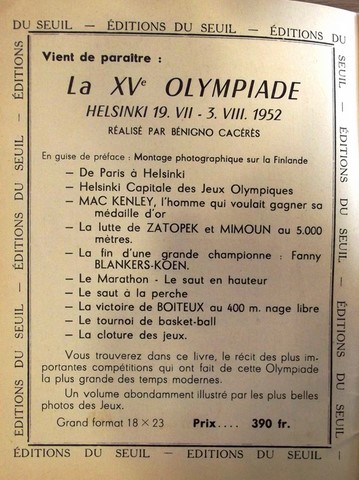 DU SEUIL — ÉDITIONS DU SEUIL — ÉDITIONS DU
Vient de paraître :
La XVe OLYMPIADE
HELSINKI 19. VII - 3. VIII. 1952
RÉALISÉ PAR BÉNIGNO CACÉRÈS
En guise de préface : Montage photographique sur la Finlande
— De Paris à Helsinki
— Helsinki Capitale des Jeux Olympiques
— MAC KENLEY, l'homme qui voulait gagner sa
médaille d'or
— La lutte de ZATOPEK et MIMOUN au 5.000
mètres.
— La fin d'une grande championne : Fanny
BLANKERS-KOEN.
— Le Marathon - Le saut en hauteur
— Le saut à la perche
— La victoire de BOITEUX au 400 m. nage libre
— Le tournoi de basket-ball
— La cloture des jeux.
Vous trouverez dans ce livre, le récit des plus im-
portantes compétitions qui ont fait de cette Olympiade
la plus grande des temps modernes.
Un volume abondamment illustré par les plus belles
photos des Jeux.
Grand format 18 × 23 Prix.... 390 fr.
ÉDITIONS DU SEUIL — ÉDITIONS DU SEUIL —
ÉDITIONS DU SEUIL — ÉDITIONS DU SEUIL — ÉDITIONS
SEUIL — ÉDITIONS DU SEUIL — ÉDITIONS DU SEUIL —